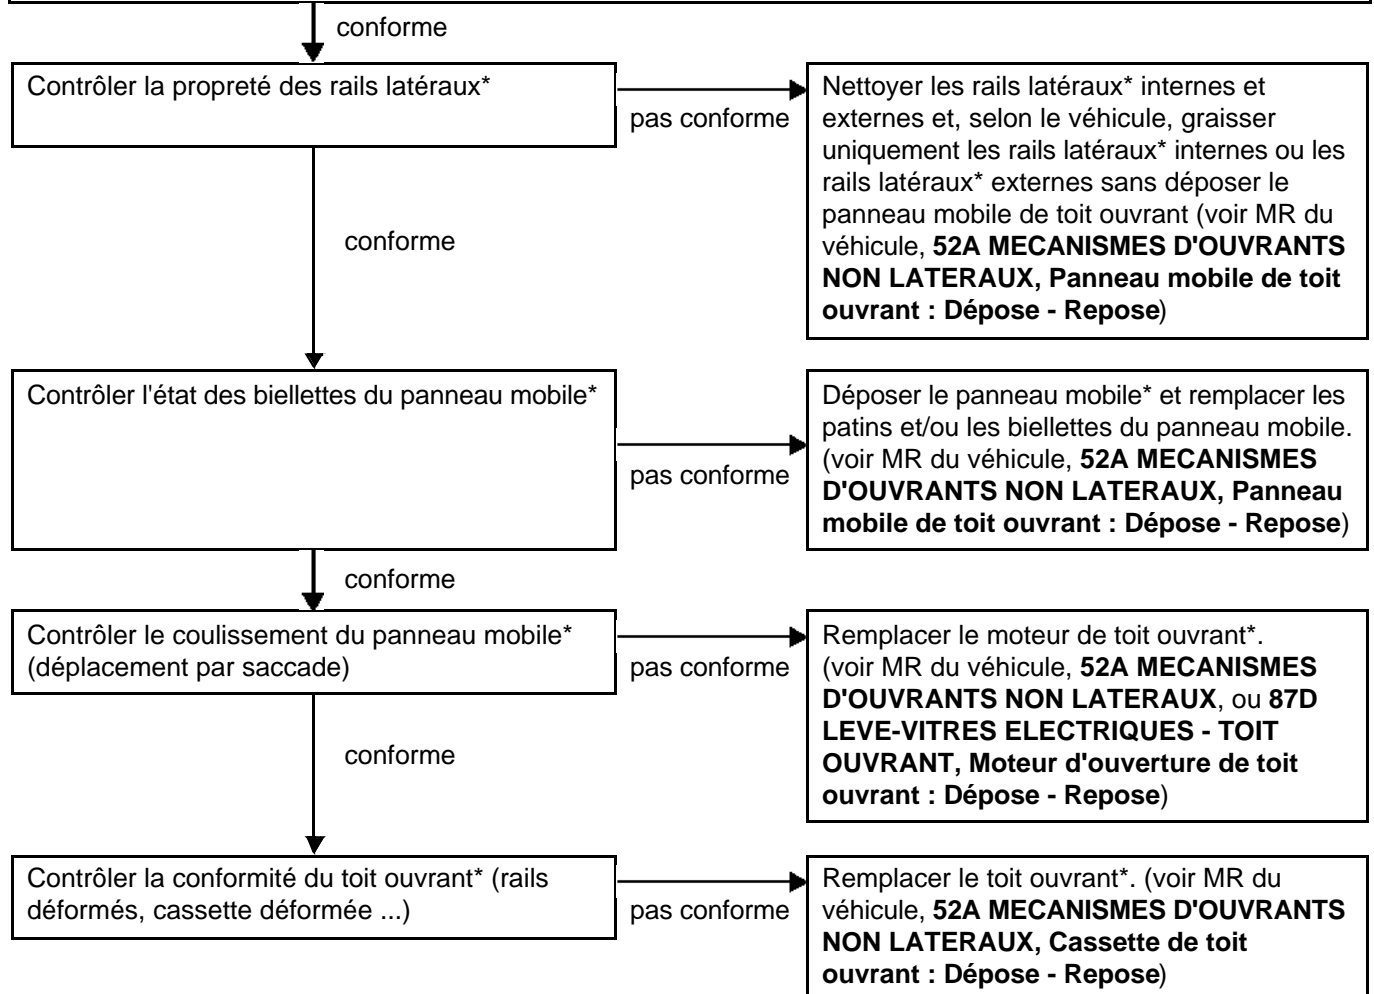 conforme
Contrôler la propreté des rails latéraux*
pas conforme
Nettoyer les rails latéraux* internes et
externes et, selon le véhicule, graisser
uniquement les rails latéraux* internes ou les
rails latéraux* externes sans déposer le
panneau mobile de toit ouvrant (voir MR du
véhicule, 52A MECANISMES D'OUVRANTS
NON LATERAUX, Panneau mobile de toit
ouvrant : Dépose - Repose)
conforme
Contrôler l'état des biellettes du panneau mobile*
pas conforme
Déposer le panneau mobile* et remplacer les
patins et/ou les biellettes du panneau mobile.
(voir MR du véhicule, 52A MECANISMES
D'OUVRANTS NON LATERAUX, Panneau
mobile de toit ouvrant : Dépose - Repose)
conforme
Contrôler le coulissement du panneau mobile*
(déplacement par saccade)
pas conforme
Remplacer le moteur de toit ouvrant*.
(voir MR du véhicule, 52A MECANISMES
D'OUVRANTS NON LATERAUX, ou 87D
LEVE-VITRES ELECTRIQUES - TOIT
OUVRANT, Moteur d'ouverture de toit
ouvrant : Dépose - Repose)
conforme
Contrôler la conformité du toit ouvrant* (rails
déformés, cassette déformée ...)
pas conforme
Remplacer le toit ouvrant*. (voir MR du
véhicule, 52A MECANISMES D'OUVRANTS
NON LATERAUX, Cassette de toit
ouvrant : Dépose - Repose)